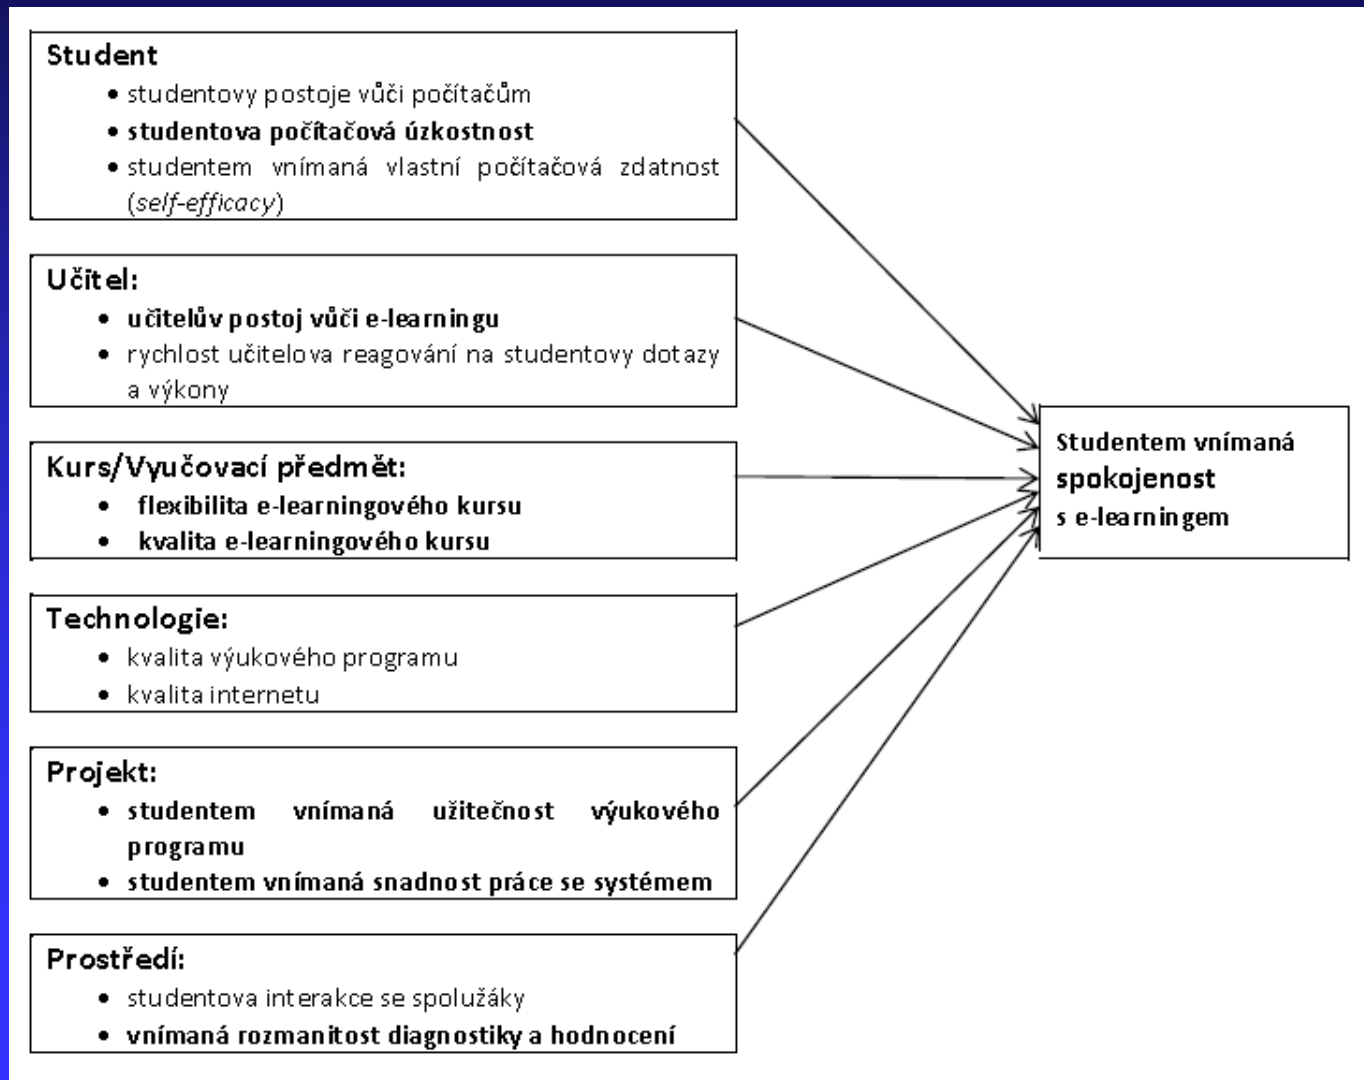 Student
• studentovy postoje vůči počítačům
• studentova počítačová úzkostnost
• studentem vnímaná vlastní počítačová zdatnost
(self-efficacy)
Učitel:
• učitelův postoj vůči e-learningu
• rychlost učitelova reagování na studentovy dotazy
a výkony
Kurs/Vyučovací předmět:
• flexibilita e-learningového kursu
• kvalita e-learningového kursu
Technologie:
• kvalita výukového programu
• kvalita internetu
Projekt:
• studentem vnímaná užitečnost výukového
programu
• studentem vnímaná snadnost práce se systémem
Prostředí:
• studentova interakce se spolužáky
• vnímaná rozmanitost diagnostiky a hodnocení
Studentem vnímaná
spokojenost
s e-learningem